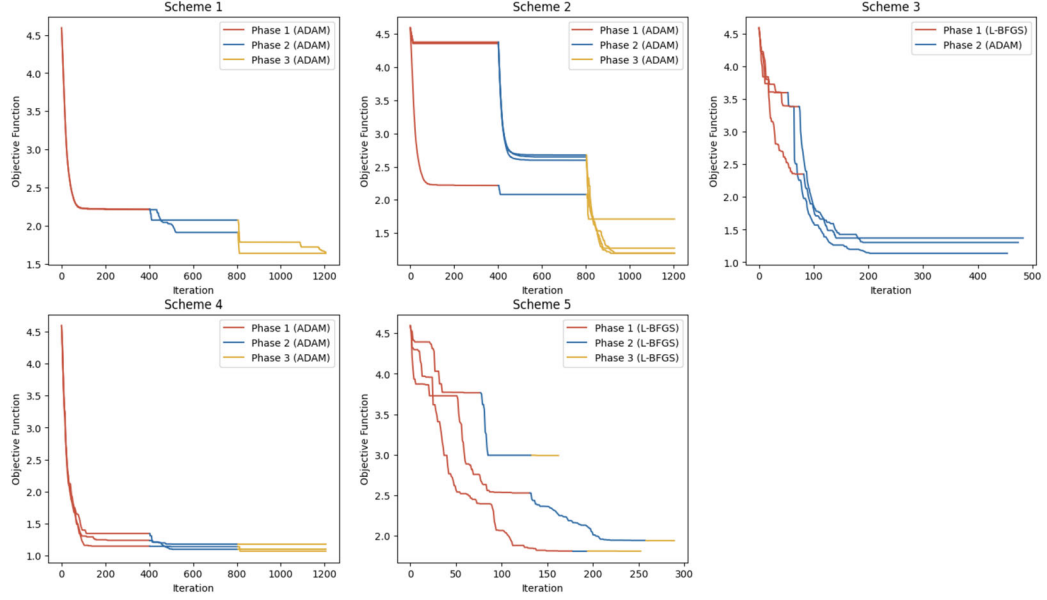 Scheme 1
Objective Function
4.5
4.0
3.5
3.0
2.5
2.0
1.5
0 200 400 600 800 1000 1200
Iteration
Phase 1 (ADAM)
Phase 2 (ADAM)
Phase 3 (ADAM)
Scheme 2
Objective Function
4.5
4.0
3.5
3.0
2.5
2.0
1.5
0 200 400 600 800 1000 1200
Iteration
Phase 1 (ADAM)
Phase 2 (ADAM)
Phase 3 (ADAM)
Scheme 3
Objective Function
4.5
4.0
3.5
3.0
2.5
2.0
1.5
1.0
0 100 200 300 400 500
Iteration
Phase 1 (L-BFGS)
Phase 2 (ADAM)
Scheme 4
Objective Function
4.5
4.0
3.5
3.0
2.5
2.0
1.5
1.0
0 200 400 600 800 1000 1200
Iteration
Phase 1 (ADAM)
Phase 2 (ADAM)
Phase 3 (ADAM)
Scheme 5
Objective Function
4.5
4.0
3.5
3.0
2.5
2.0
0 50 100 150 200 250 300
Iteration
Phase 1 (L-BFGS)
Phase 2 (L-BFGS)
Phase 3 (L-BFGS)